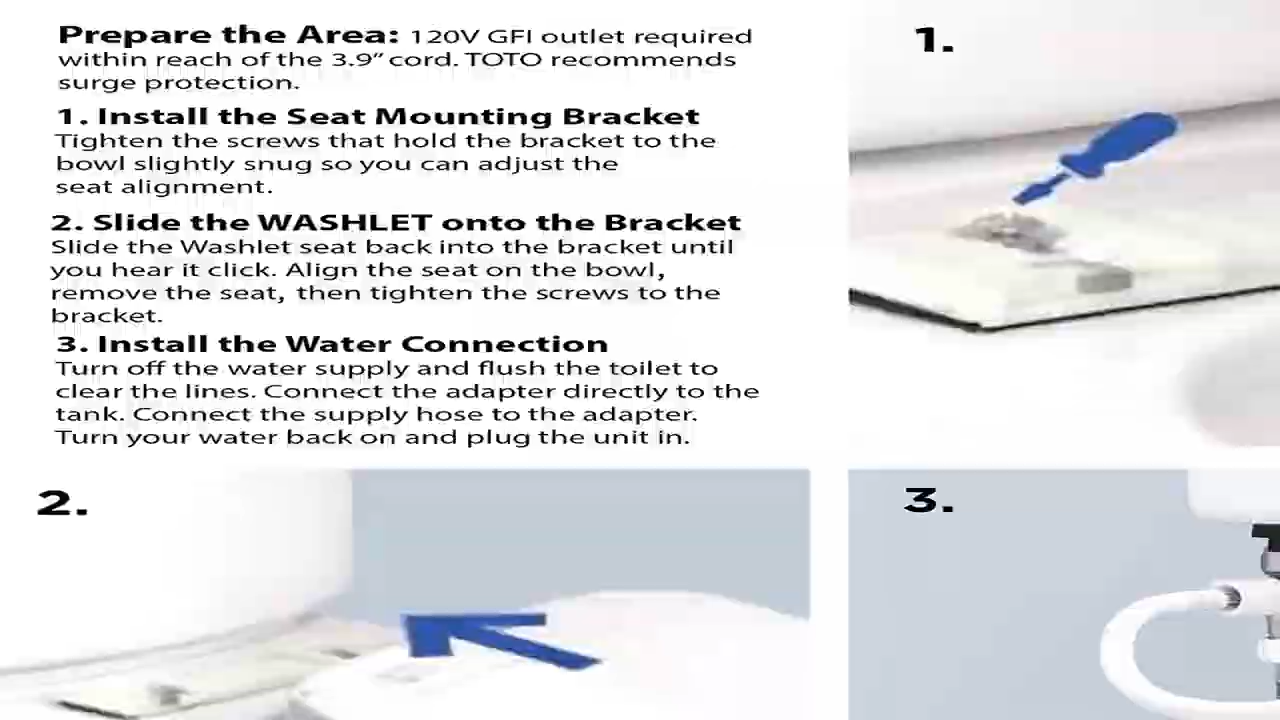 Prepare the Area: 120V GFI outlet required
within reach of the 3.9” cord. TOTO recommends
surge protection.
1. Install the Seat Mounting Bracket
Tighten the screws that hold the bracket to the
bowl slightly snug so you can adjust the
seat alignment.
2. Slide the WASHLET onto the Bracket
Slide the Washlet seat back into the bracket until
you hear it click. Align the seat on the bowl,
remove the seat, then tighten the screws to the
bracket.
3. Install the Water Connection
Turn off the water supply and flush the toilet to
clear the lines. Connect the adapter directly to the
tank. Connect the supply hose to the adapter.
Turn your water back on and plug the unit in.
1.
2.
3.